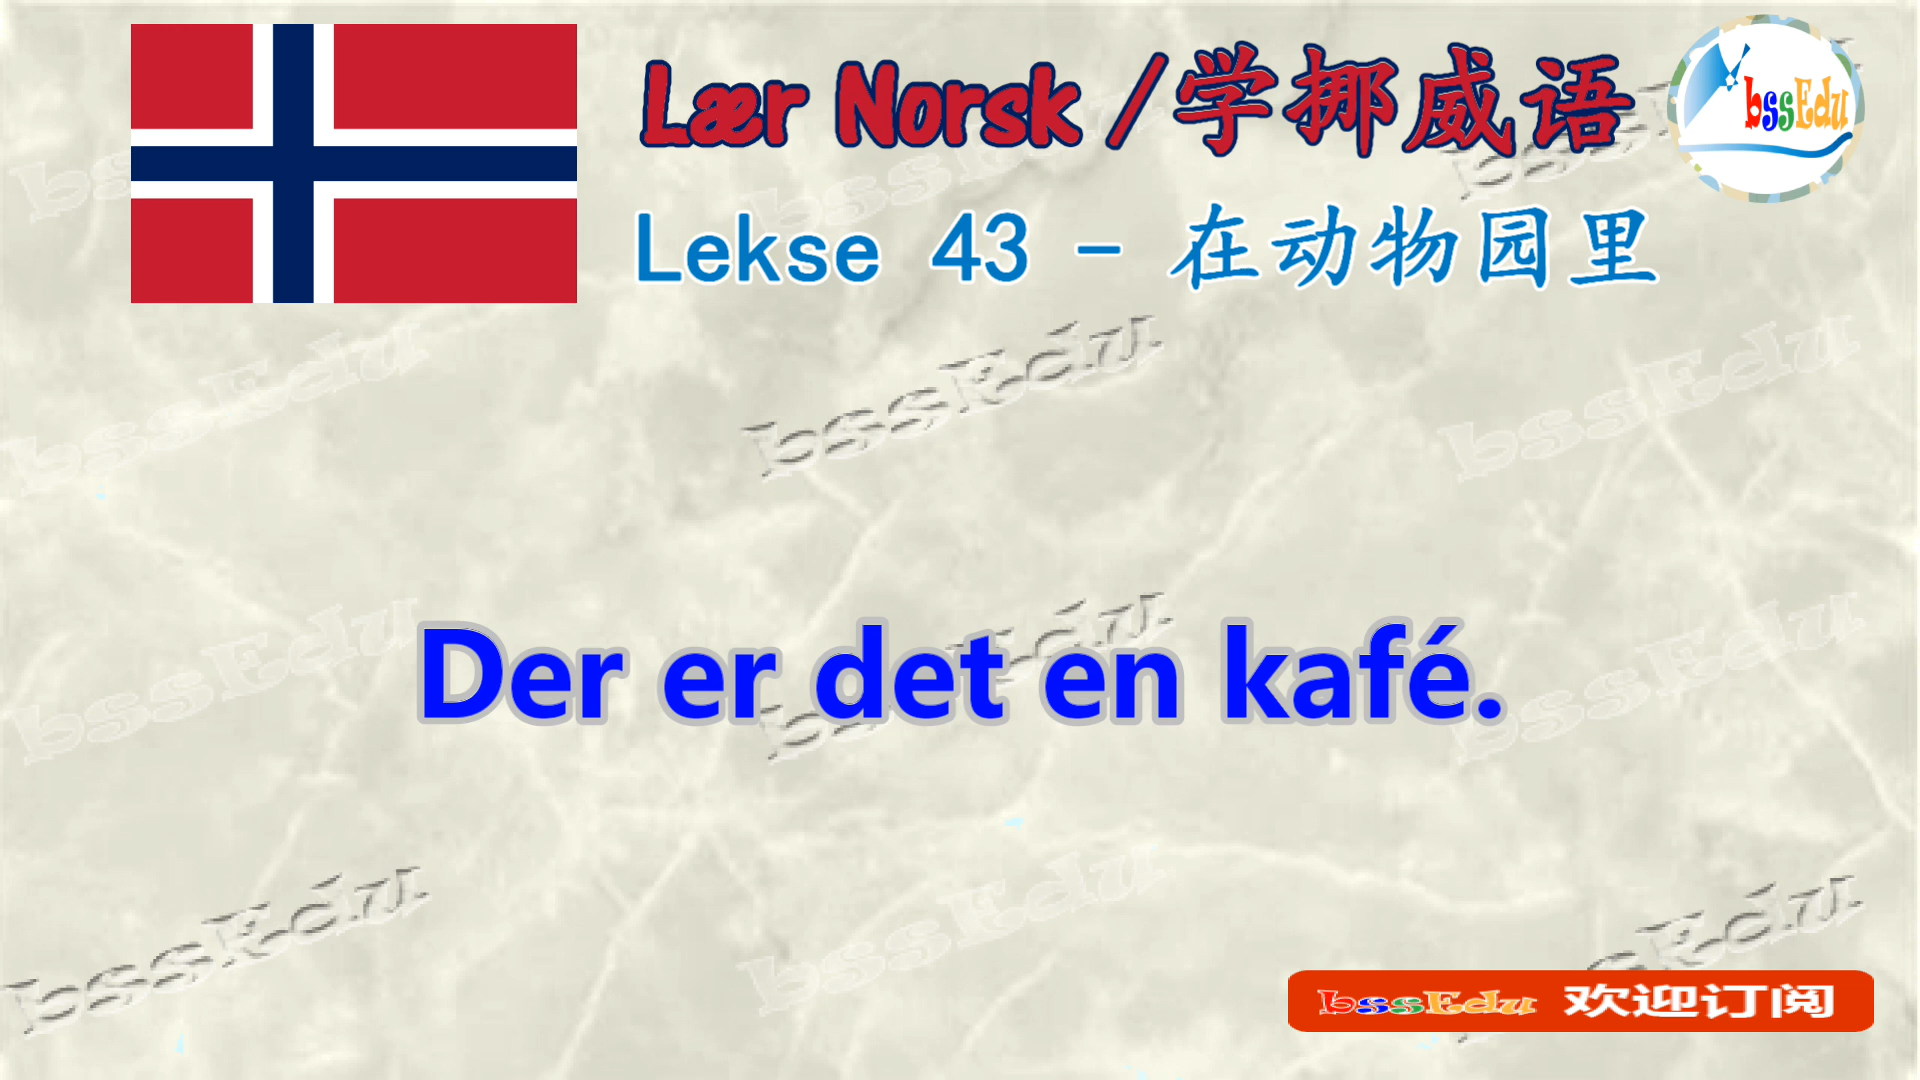 Lær Norsk /学挪威语
bssEdu
Lekse 43 - 在动物园里
Der er det en kafé.
bssEdu 欢迎订阅